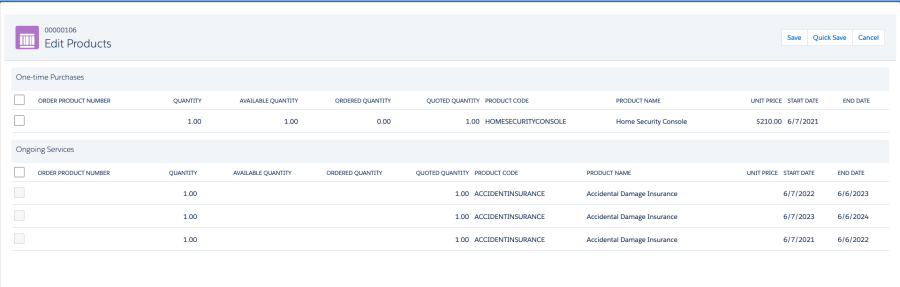 00000106
Edit Products
Save Quick Save Cancel
One-time Purchases
ORDER PRODUCT NUMBER QUANTITY AVAILABLE QUANTITY ORDERED QUANTITY QUOTED QUANTITY PRODUCT CODE PRODUCT NAME UNIT PRICE START DATE END DATE
1.00 1.00 0.00 1.00 HOMESECURITYCONSOLE Home Security Console $210.00 6/7/2021
Ongoing Services
ORDER PRODUCT NUMBER QUANTITY AVAILABLE QUANTITY ORDERED QUANTITY QUOTED QUANTITY PRODUCT CODE PRODUCT NAME UNIT PRICE START DATE END DATE
1.00 1.00 ACCIDENTINSURANCE Accidental Damage Insurance 6/7/2022 6/6/2023
1.00 1.00 ACCIDENTINSURANCE Accidental Damage Insurance 6/7/2023 6/6/2024
1.00 1.00 ACCIDENTINSURANCE Accidental Damage Insurance 6/7/2021 6/6/2022